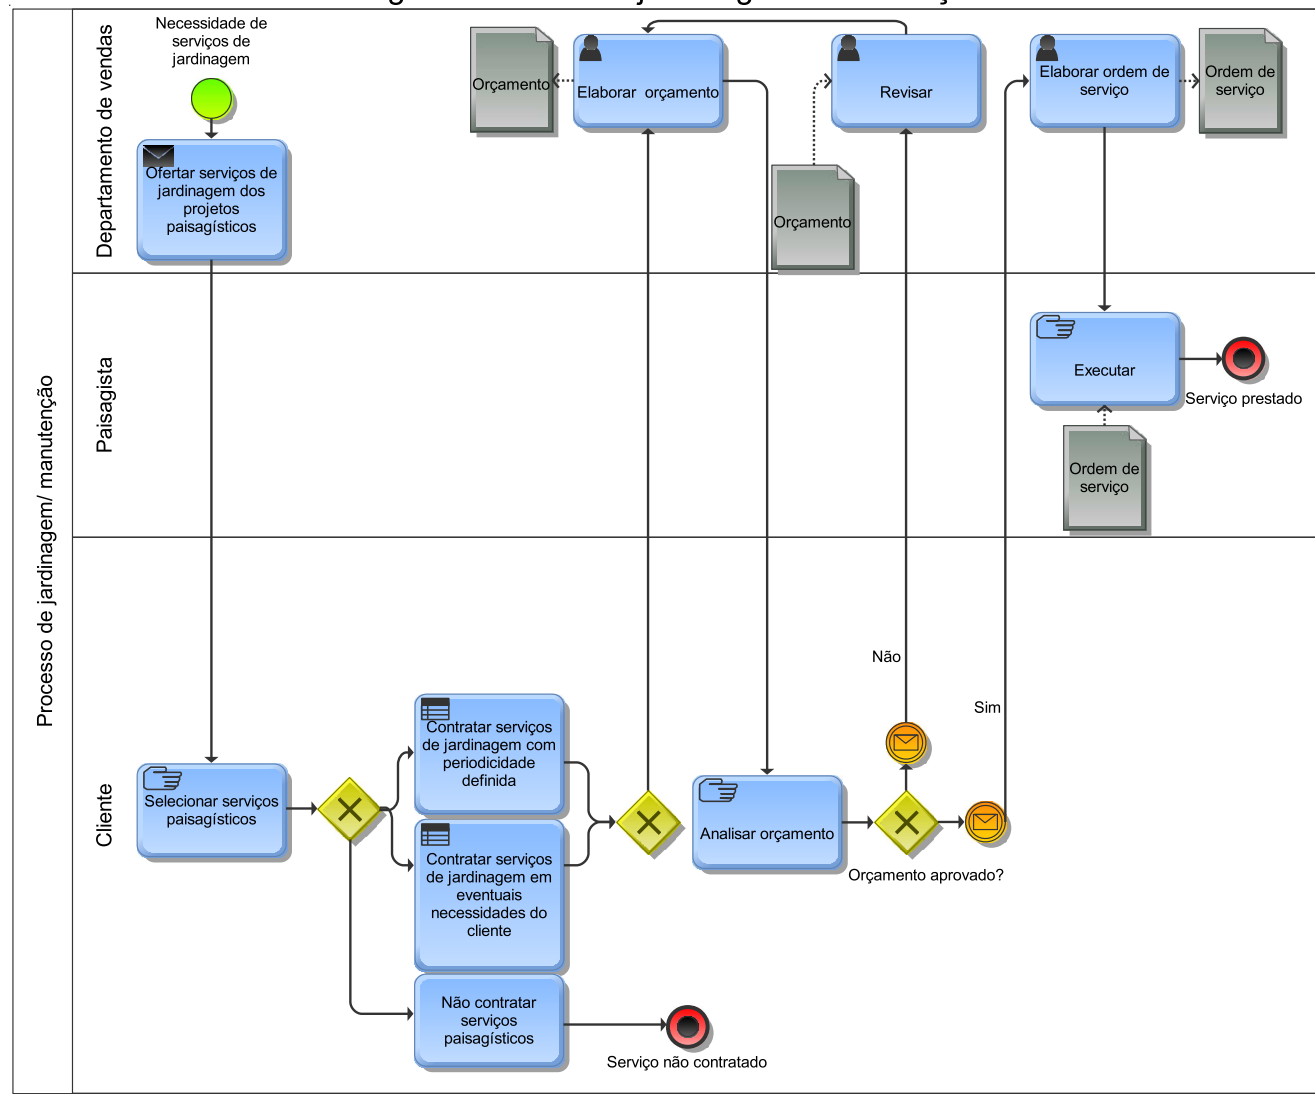 Processo de jardinagem/ manutenção
Departamento de vendas
Necessidade de
serviços de
jardinagem
Ofertar serviços de
jardinagem dos
projetos
paisagísticos
Orçamento
Elaborar  orçamento
Orçamento
Revisar
Elaborar ordem de
serviço
Ordem de
serviço
Paisagista
Executar
Serviço prestado
Ordem de
serviço
Cliente
Selecionar serviços
paisagísticos
Contratar serviços
de jardinagem com
periodicidade
definida
Contratar serviços
de jardinagem em
eventuais
necessidades do
cliente
Não contratar
serviços
paisagísticos
Serviço não contratado
Analisar orçamento
Orçamento aprovado?
Não
Sim